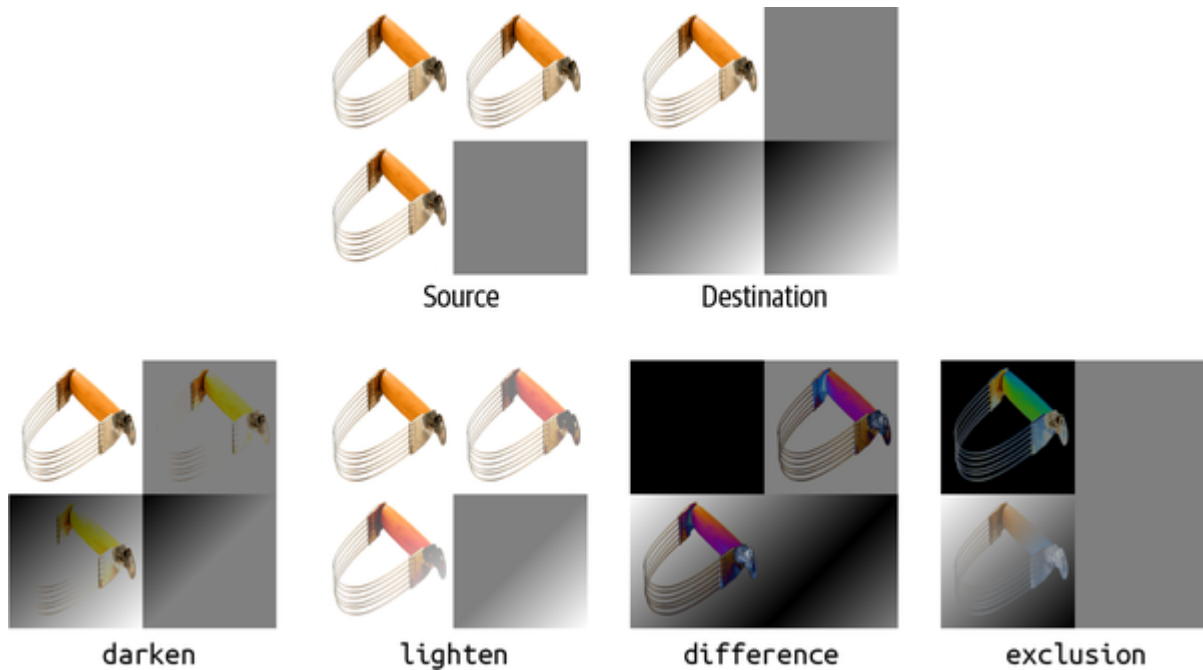 Source
Destination
darken
lighten
difference
exclusion